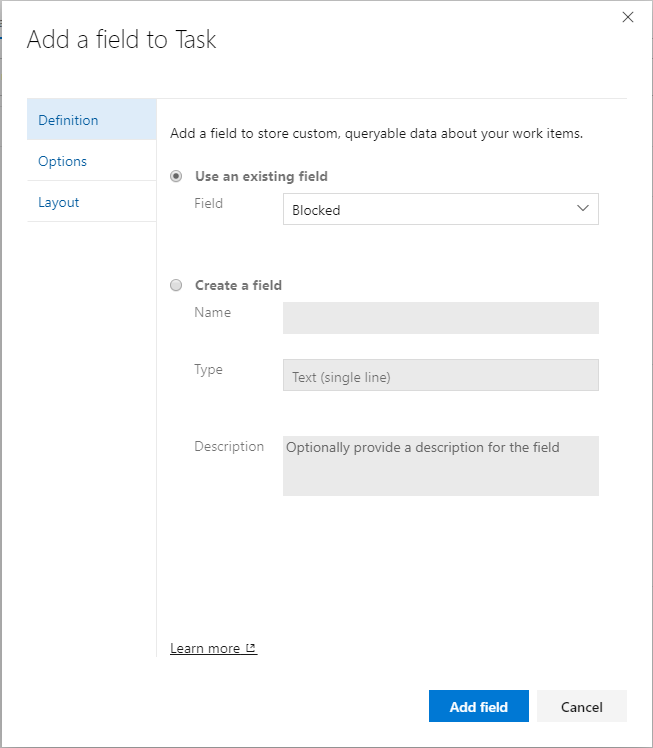 Add a field to Task
Definition
Options
Layout
Add a field to store custom, queryable data about your work items.
Use an existing field
Field
Blocked
Create a field
Name
Type
Text (single line)
Description
Optionally provide a description for the field
Learn more
Add field
Cancel